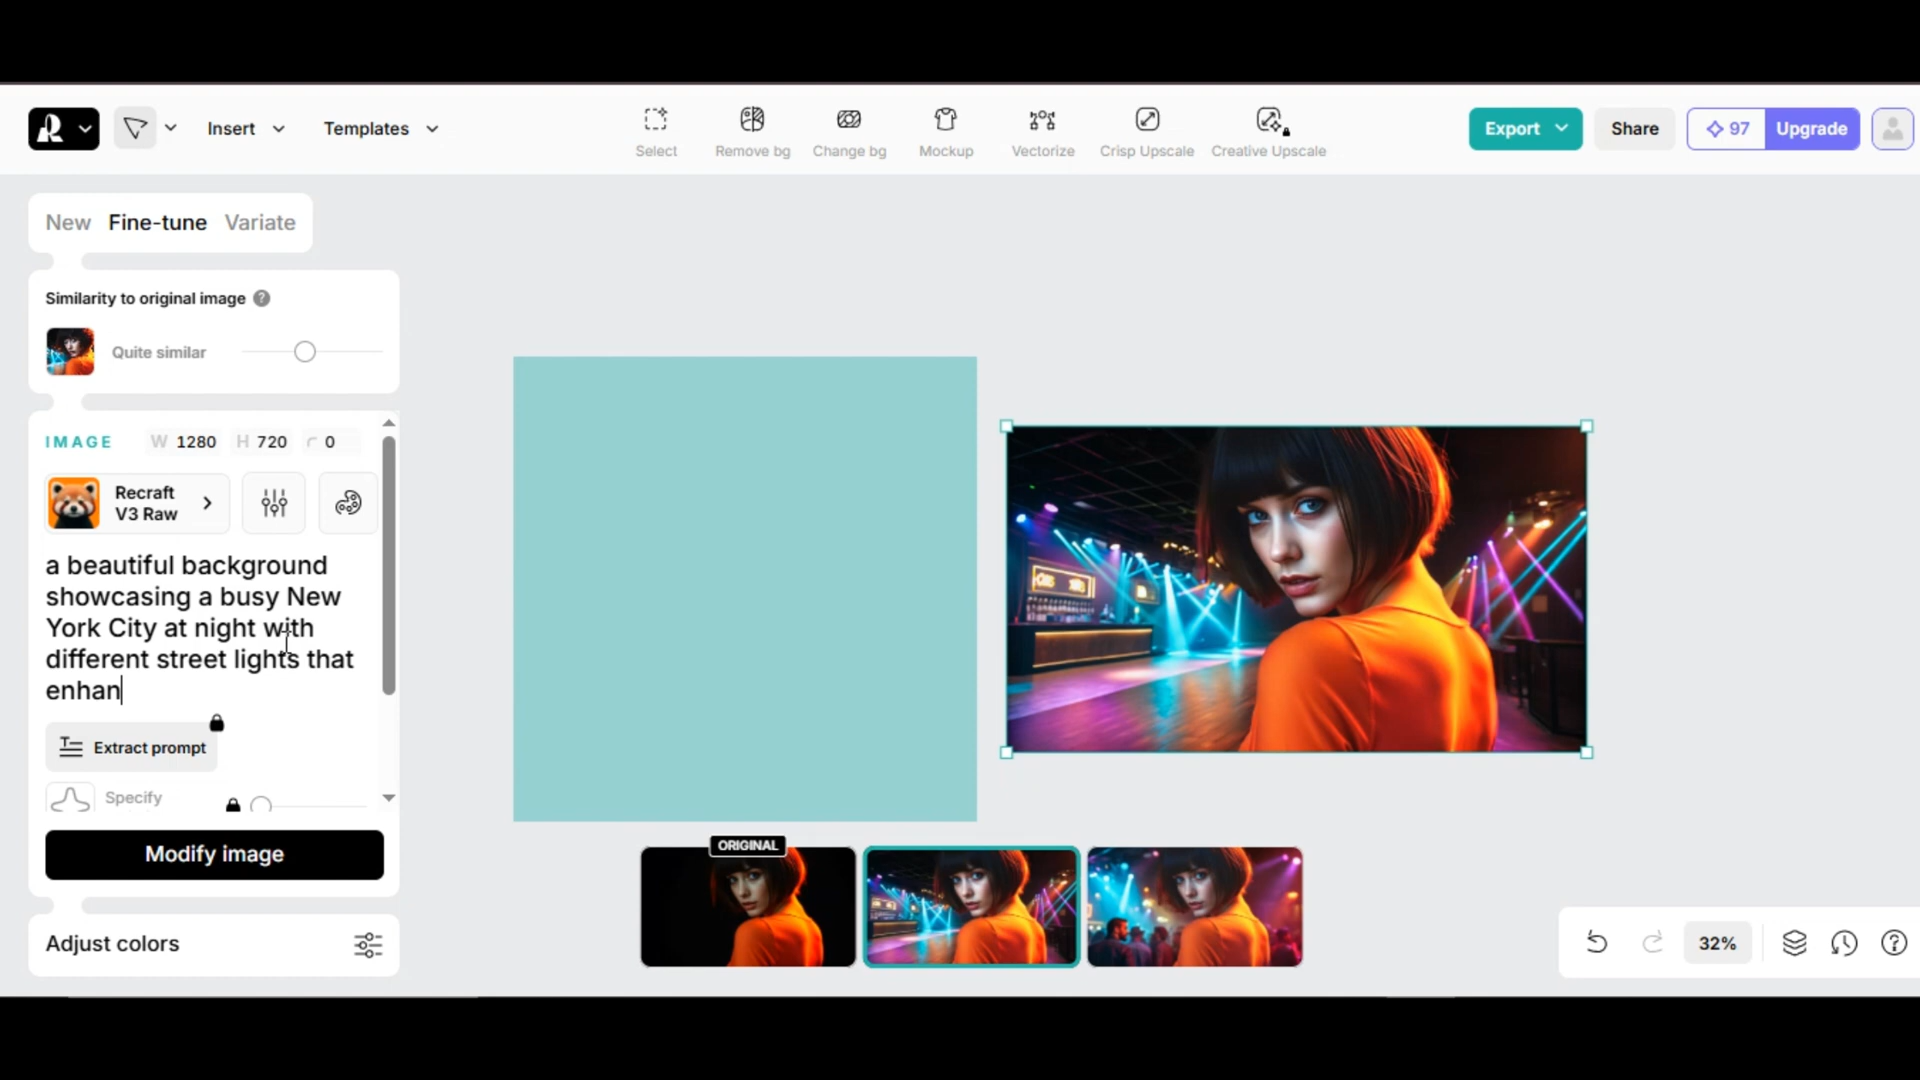 Insert
Templates
Select
Remove bg
Change bg
Mockup
Vectorize
Crisp Upscale
Creative Upscale
Export
Share
97
Upgrade
New Fine-tune Variate
Similarity to original image ?
Quite similar
IMAGE W 1280 H 720 0
Recraft
V3 Raw
a beautiful background
showcasing a busy New
York City at night with
different street lights that
enhan
Extract prompt
Specify
Modify image
Adjust colors
ORIGINAL
32%
?